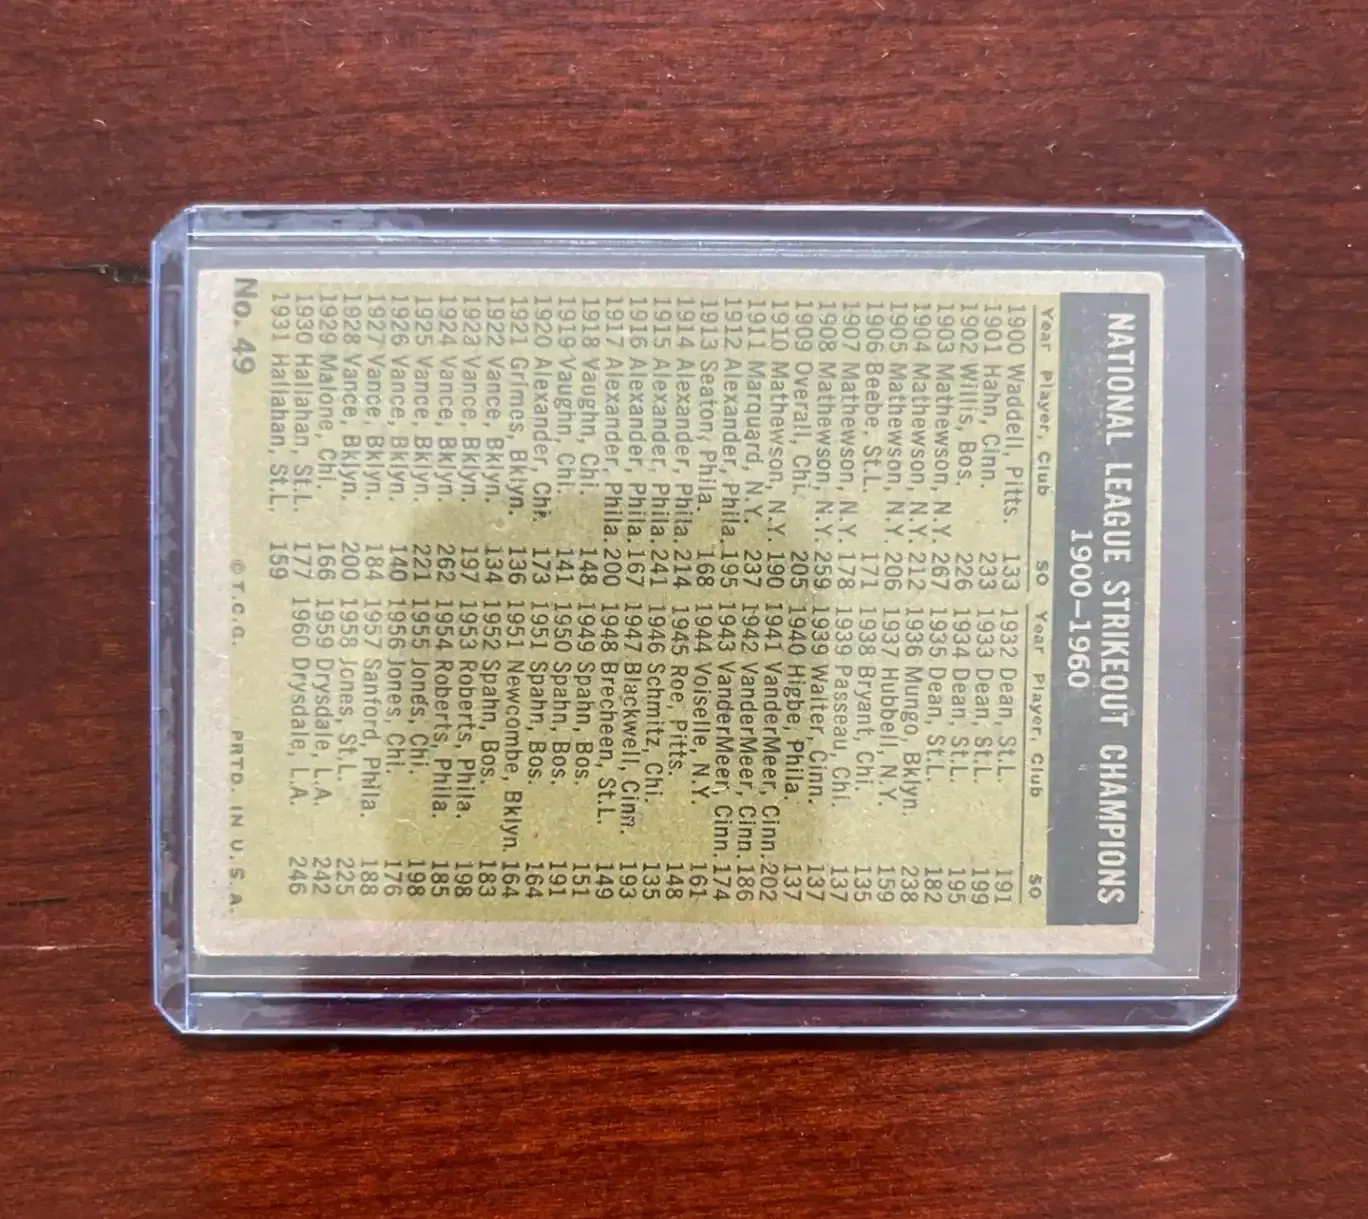 NATIONAL LEAGUE STRIKEOUT CHAMPIONS
1900–1960
Year Player, Club SO
1900 Waddell, Pitts. 133
1901 Hahn, Cinn. 233
1902 Willis, Bos. 226
1903 Mathewson, N.Y. 267
1904 Mathewson, N.Y. 212
1905 Mathewson, N.Y. 206
1906 Beebe, St.L. 171
1907 Mathewson, N.Y. 178
1908 Mathewson, N.Y. 259
1909 Overall, Chi. 205
1910 Mathewson, N.Y. 190
1911 Marquard, N.Y. 237
1912 Alexander, Phila. 195
1913 Seaton, Phila. 168
1914 Alexander, Phila. 214
1915 Alexander, Phila. 241
1916 Alexander, Phila. 167
1917 Alexander, Phila. 200
1918 Vaughn, Chi. 148
1919 Vaughn, Chi. 141
1920 Alexander, Chi. 173
1921 Grimes, Bklyn. 136
1922 Vance, Bklyn. 134
1923 Vance, Bklyn. 197
1924 Vance, Bklyn. 262
1925 Vance, Bklyn. 221
1926 Vance, Bklyn. 140
1927 Vance, Bklyn. 184
1928 Vance, Bklyn. 200
1929 Malone, Chi. 166
1930 Hallahan, St.L. 177
1931 Hallahan, St.L. 159
Year Player, Club SO
1932 Dean, St.L. 191
1933 Dean, St.L. 199
1934 Dean, St.L. 195
1935 Dean, St.L. 182
1936 Mungo, Bklyn. 238
1937 Hubbell, N.Y. 159
1938 Bryant, Chi. 135
1939 Passeau, Chi. 137
1939 Walter, Cinn. 137
1940 Higbe, Phila. 137
1941 VanderMeer, Cinn. 202
1942 VanderMeer, Cinn. 186
1943 VanderMeer, Cinn. 174
1944 Voiselle, N.Y. 161
1945 Roe, Pitts. 148
1946 Schmitz, Chi. 135
1947 Blackwell, Cinn. 193
1948 Brecheen, St.L. 149
1949 Spahn, Bos. 151
1950 Spahn, Bos. 191
1951 Spahn, Bos. 164
1951 Newcombe, Bklyn. 164
1952 Spahn, Bos. 183
1953 Roberts, Phila. 198
1954 Roberts, Phila. 185
1955 Jones, Chi. 198
1956 Jones, Chi. 176
1957 Sanford, Phila. 188
1958 Jones, St.L. 225
1959 Drysdale, L.A. 242
1960 Drysdale, L.A. 246
No. 49
© T.C.G. PRTD. IN U.S.A.